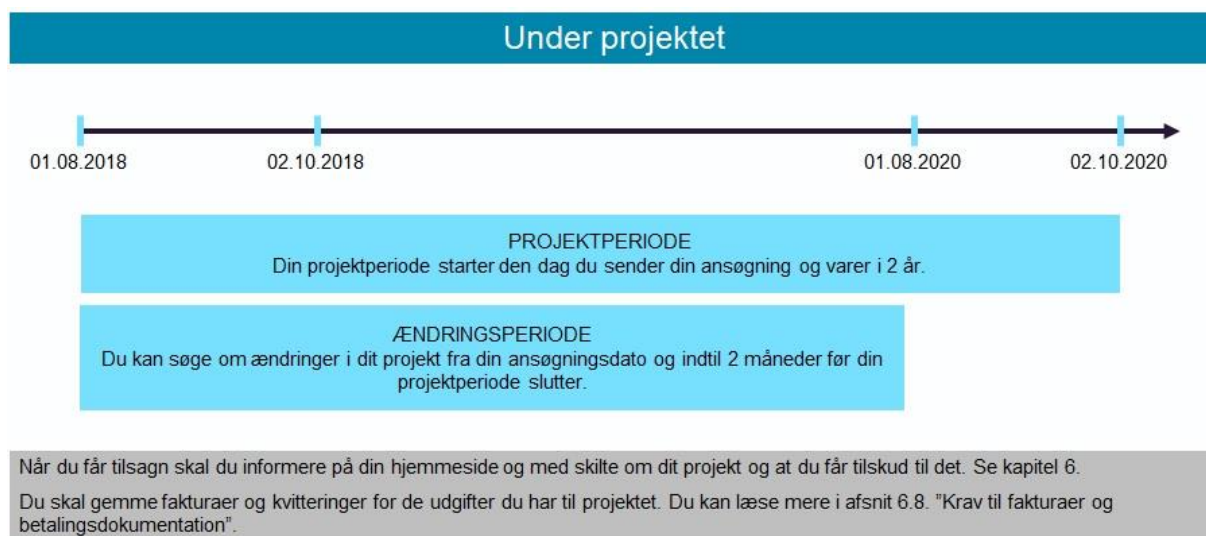 Under projektet
01.08.2018
02.10.2018
01.08.2020
02.10.2020
PROJEKTPERIODE
Din projektperiode starter den dag du sender din ansøgning og varer i 2 år.
ÆNDRINGSPERIODE
Du kan søge om ændringer i dit projekt fra din ansøgningsdato og indtil 2 måneder før din
projektperiode slutter.
Når du får tilsagn skal du informere på din hjemmeside og med skilte om dit projekt og at du får tilskud til det. Se kapitel 6.
Du skal gemme fakturaer og kvitteringer for de udgifter du har til projektet. Du kan læse mere i afsnit 6.8. ”Krav til fakturaer og
betalingsdokumentation”.